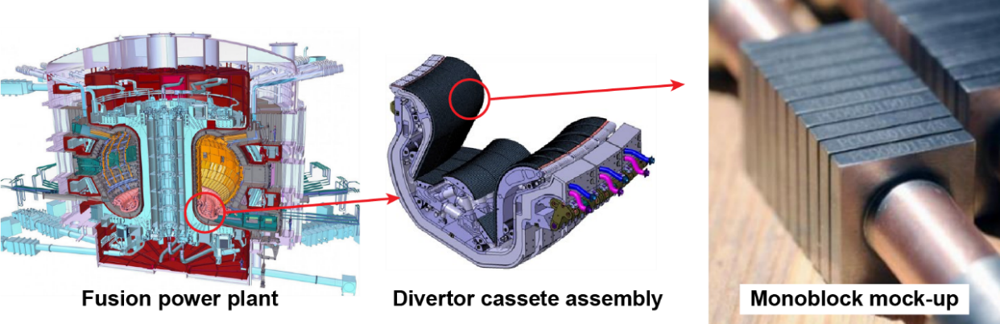 Fusion power plant
Divertor cassete assembly
Monoblock mock-up